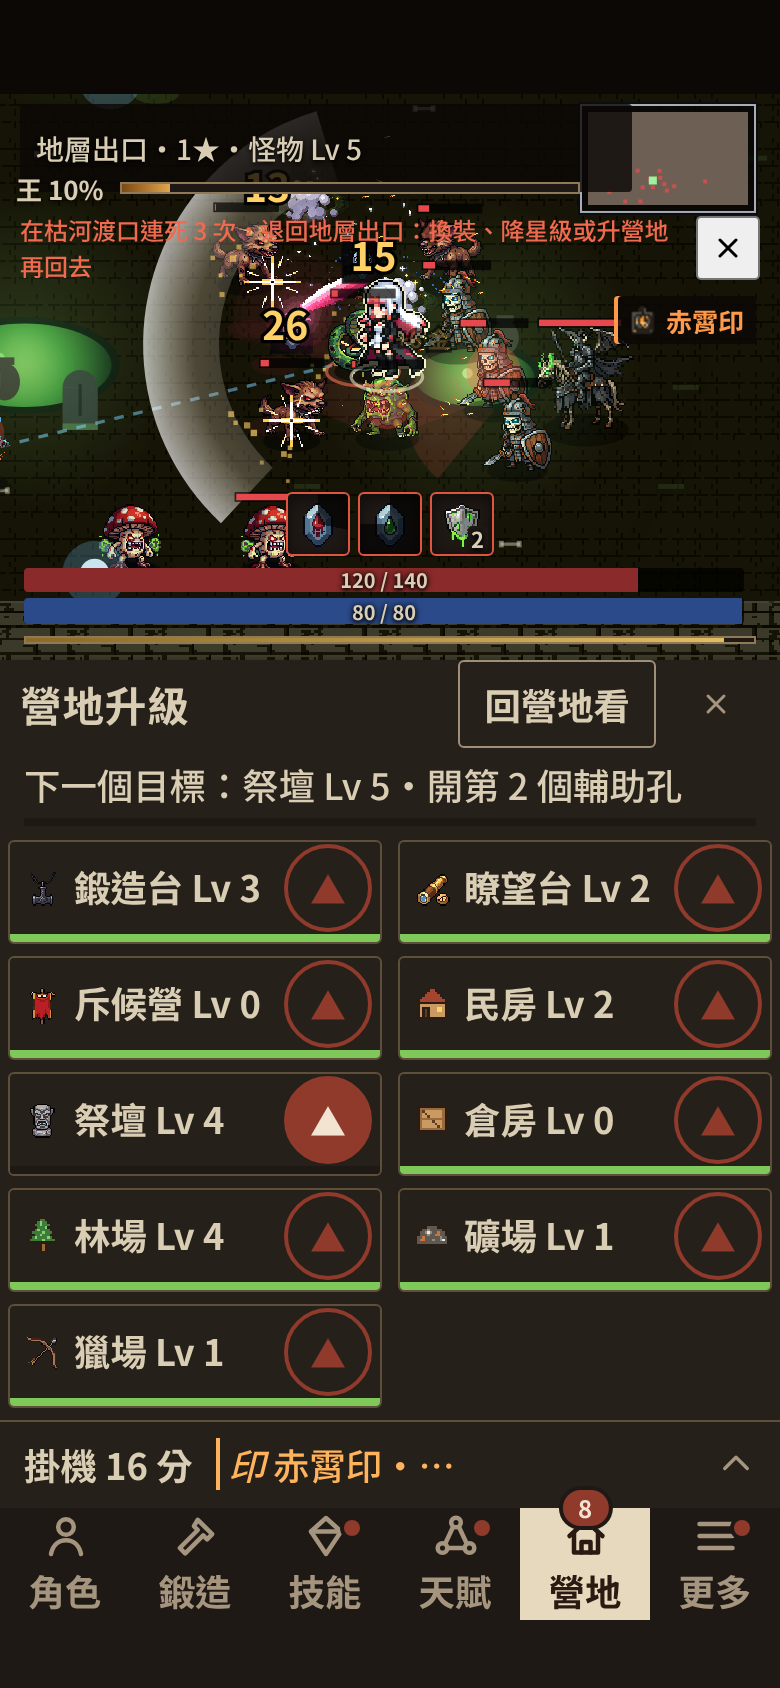 地層出口・1★・怪物 Lv 5
王 10%
13
在枯河渡口連死 3 次，退回地層出口：換裝、降星級或升營地
再回去
15
赤霄印
26
2
120 / 140
80 / 80
營地升級
回營地看
下一個目標：祭壇 Lv 5・開第 2 個輔助孔
鍛造台 Lv 3
瞭望台 Lv 2
斥候營 Lv 0
民房 Lv 2
祭壇 Lv 4
倉房 Lv 0
林場 Lv 4
礦場 Lv 1
獵場 Lv 1
掛機 16 分
印 赤霄印・…
8
角色
鍛造
技能
天賦
營地
更多